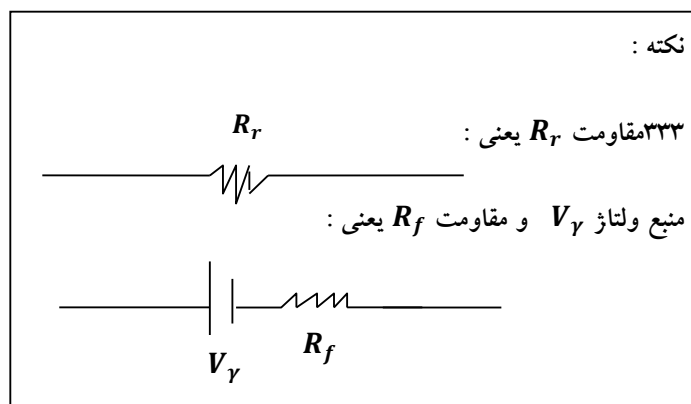 نکته :
R_r
۳۳۳مقاومت R_r یعنی :
منبع ولتاژ V_γ و مقاومت R_f یعنی :
R_f
V_γ